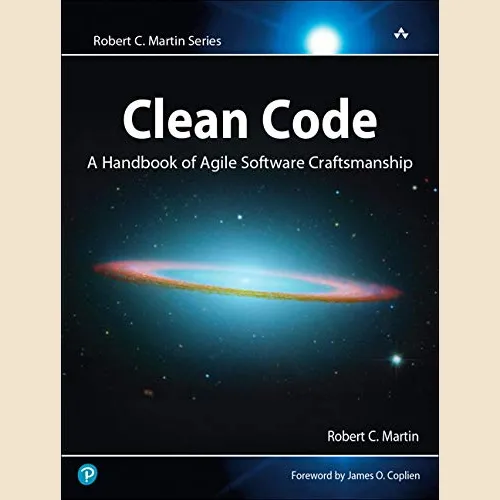 Robert C. Martin Series
Clean Code
A Handbook of Agile Software Craftsmanship
Robert C. Martin
Foreword by James O. Coplien